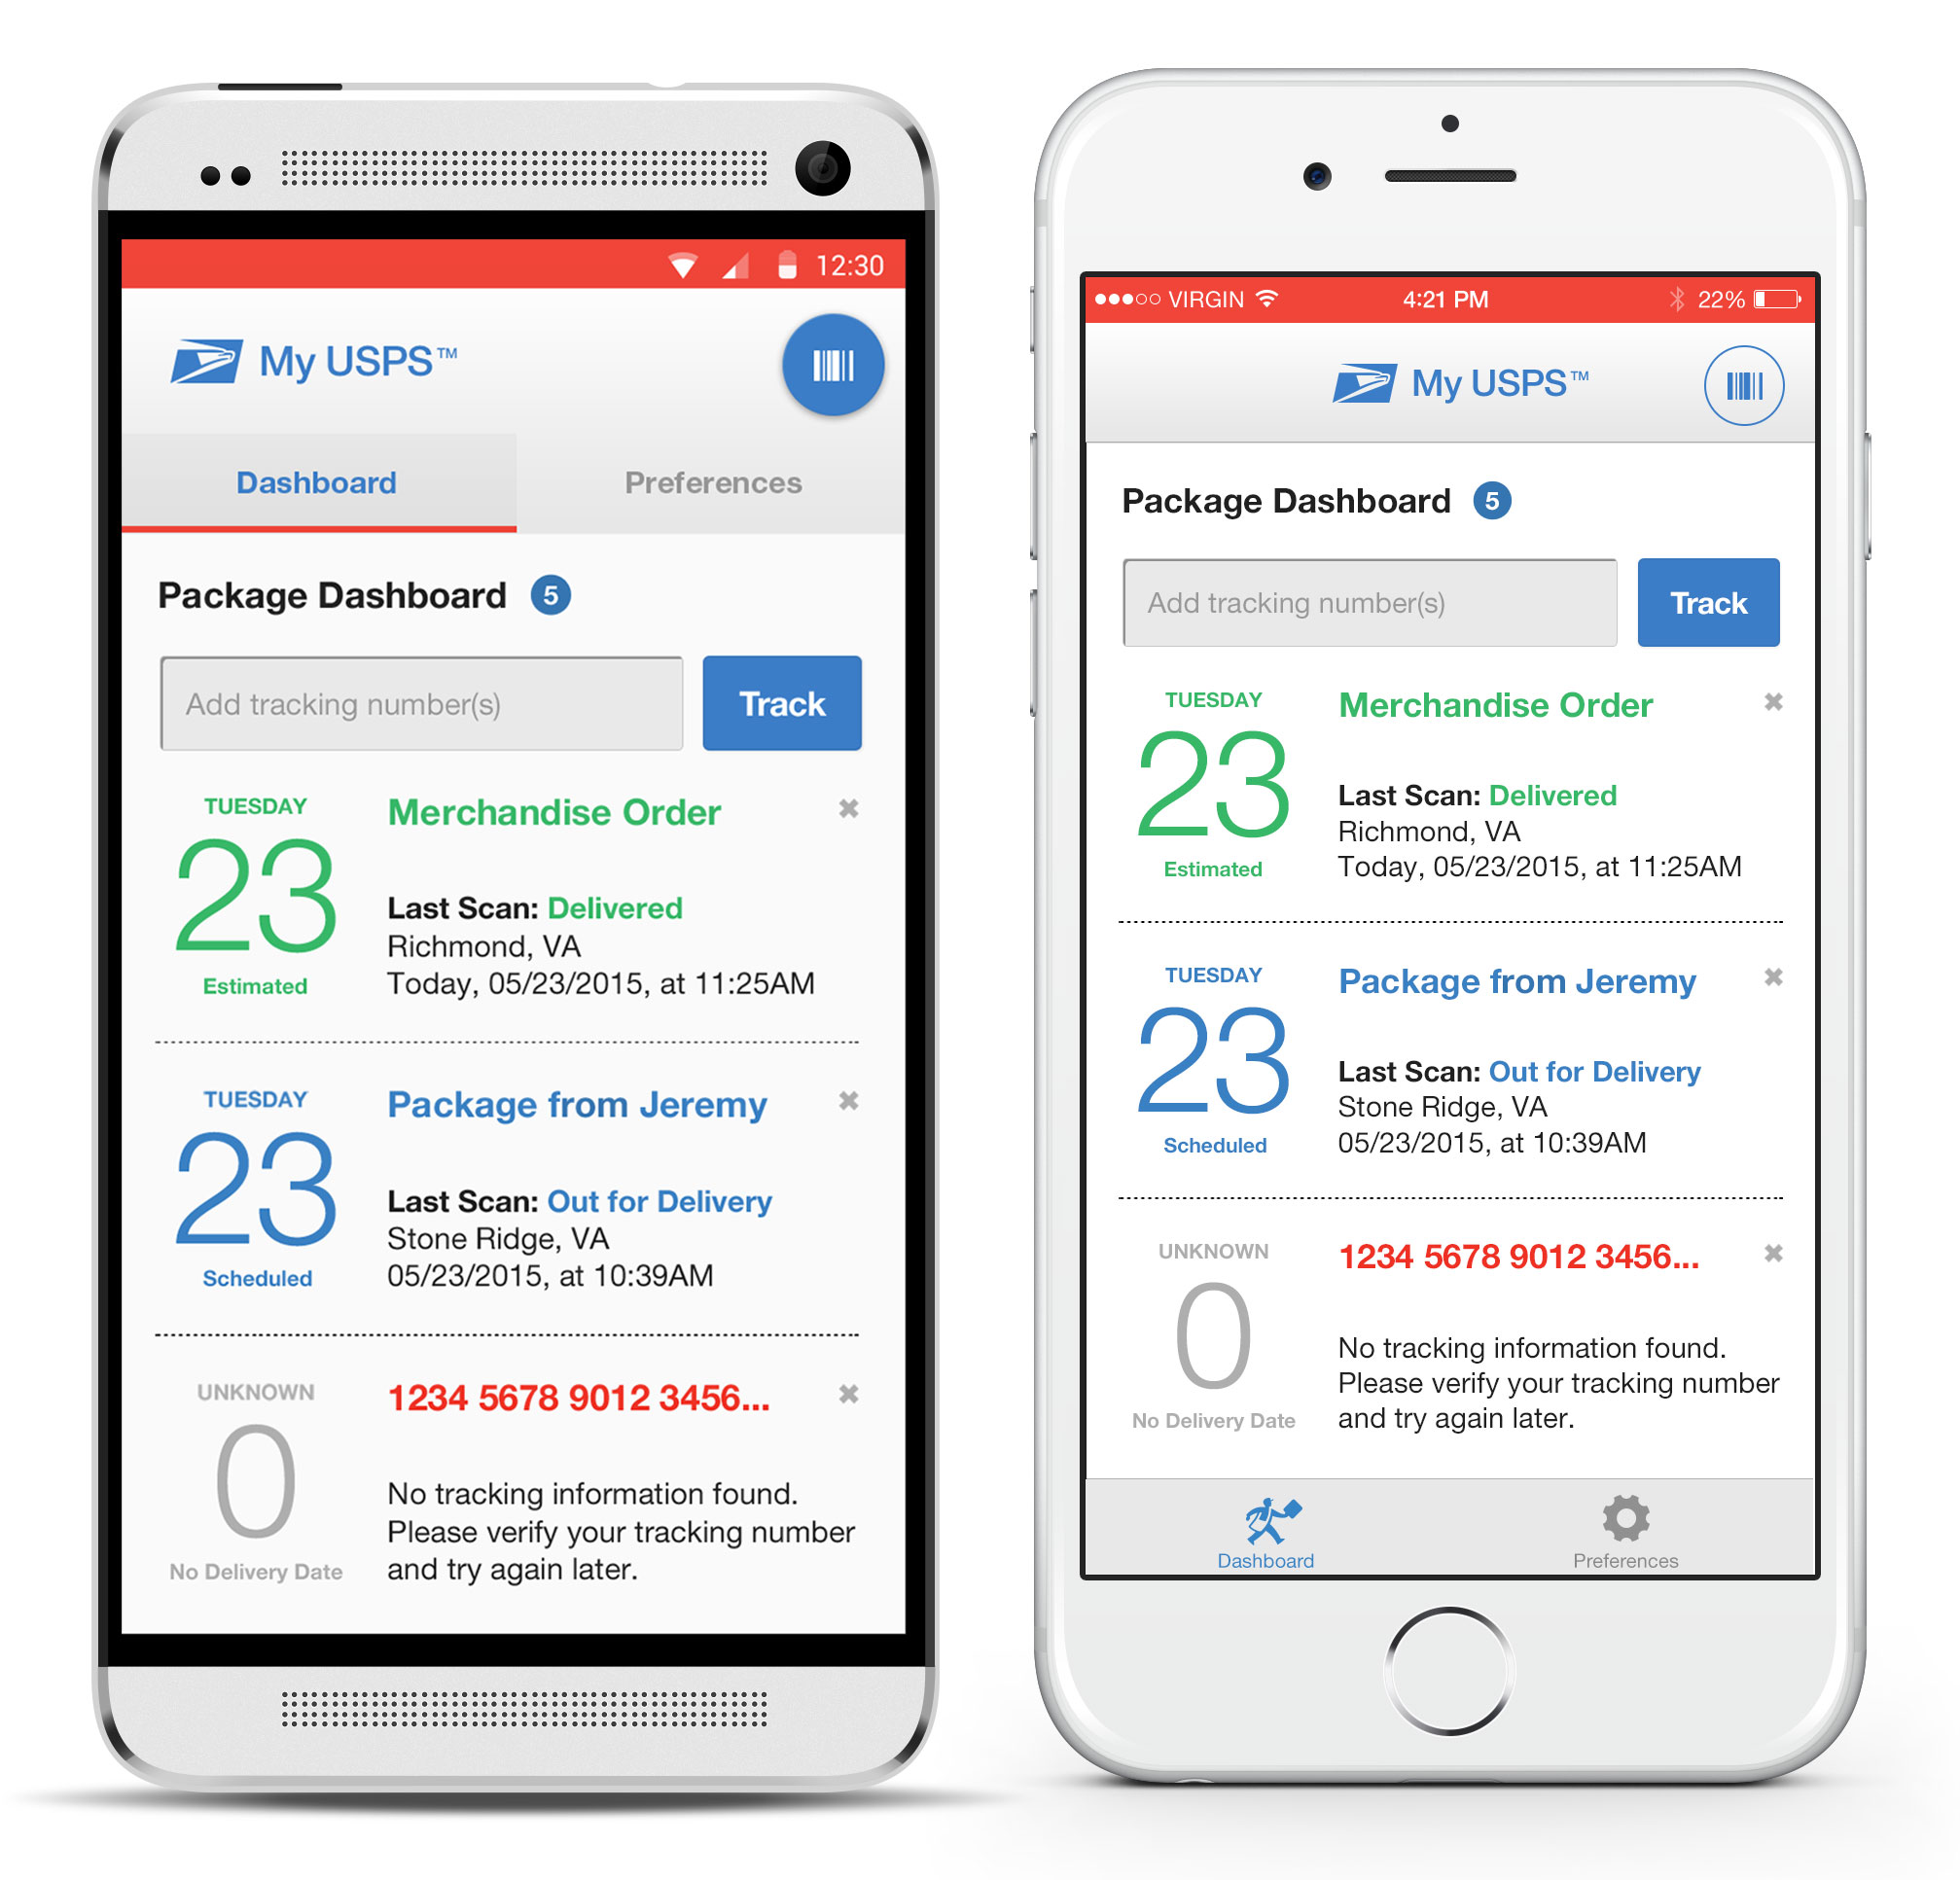 12:30
My USPS™
Dashboard
Preferences
Package Dashboard 5
Add tracking number(s)
Track
TUESDAY
23
Estimated
Merchandise Order
Last Scan: Delivered
Richmond, VA
Today, 05/23/2015, at 11:25AM
TUESDAY
23
Scheduled
Package from Jeremy
Last Scan: Out for Delivery
Stone Ridge, VA
05/23/2015, at 10:39AM
UNKNOWN
0
No Delivery Date
1234 5678 9012 3456...
No tracking information found.
Please verify your tracking number
and try again later.
VIRGIN
4:21 PM
22%
My USPS™
Package Dashboard 5
Add tracking number(s)
Track
TUESDAY
23
Estimated
Merchandise Order
Last Scan: Delivered
Richmond, VA
Today, 05/23/2015, at 11:25AM
TUESDAY
23
Scheduled
Package from Jeremy
Last Scan: Out for Delivery
Stone Ridge, VA
05/23/2015, at 10:39AM
UNKNOWN
0
No Delivery Date
1234 5678 9012 3456...
No tracking information found.
Please verify your tracking number
and try again later.
Dashboard
Preferences